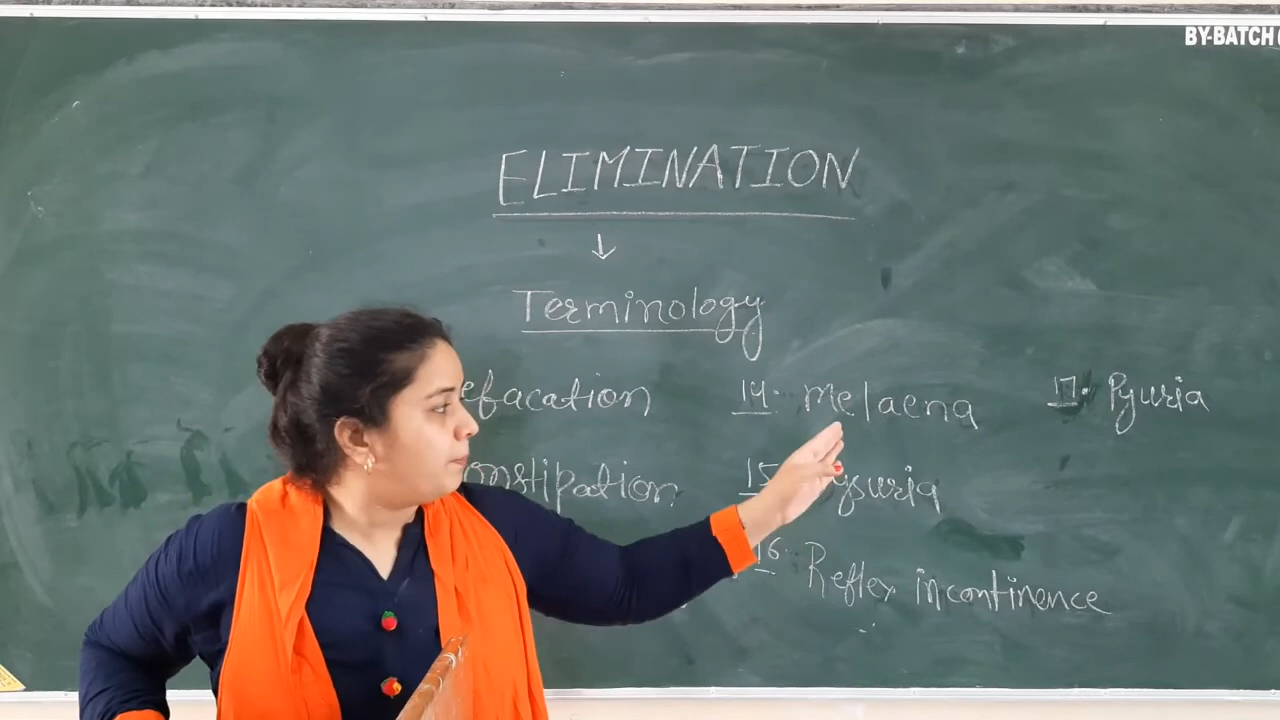 BY-BATCH
ELIMINATION
↓
Terminology
efacation
14. Melaena
17. Pyuria
onstipation
15. ysuria
16. Reflex incontinence